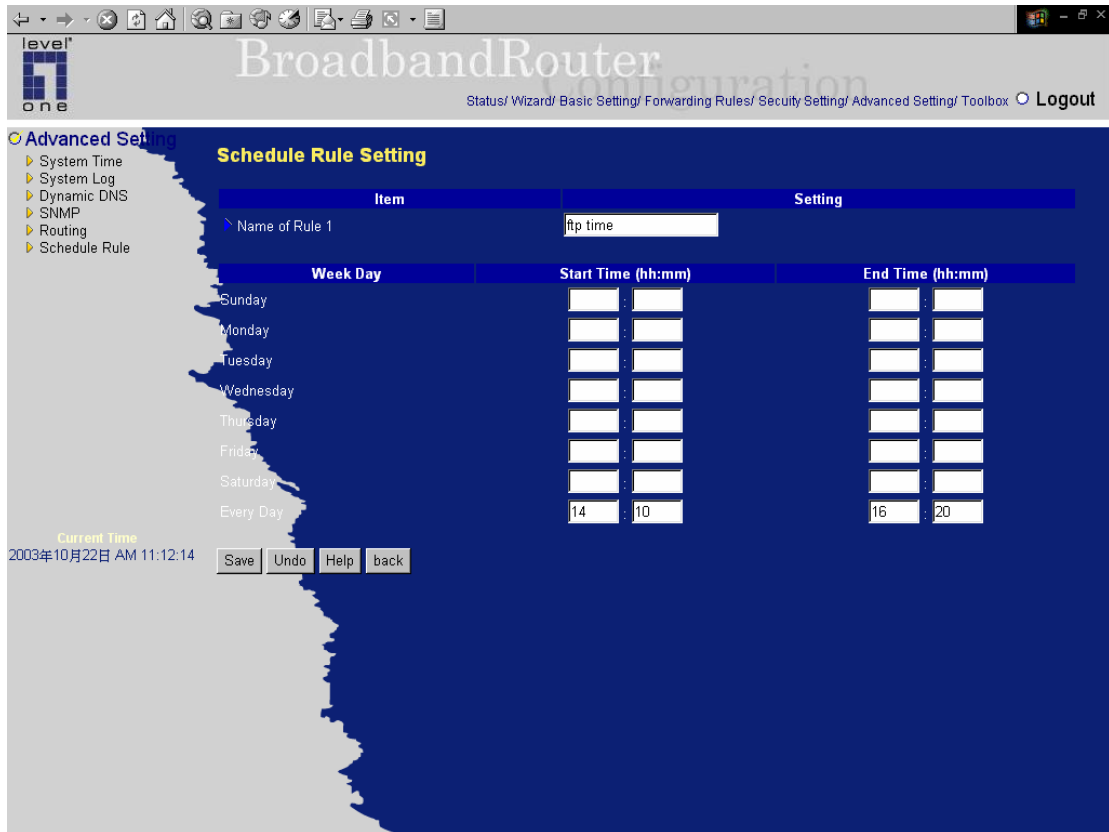 level
one
BroadbandRouter
Configuration
Status/ Wizard/ Basic Setting/ Forwarding Rules/ Secuity Setting/ Advanced Setting/ Toolbox Logout
Advanced Setting
System Time
System Log
Dynamic DNS
SNMP
Routing
Schedule Rule
Current Time
2003年10月22日 AM 11:12:14
Schedule Rule Setting
Item Setting
Name of Rule 1 ftp time
Week Day Start Time (hh:mm) End Time (hh:mm)
Sunday : :
Monday : :
Tuesday : :
Wednesday : :
Thursday : :
Friday : :
Saturday : :
Every Day 14 : 10 16 : 20
Save Undo Help back